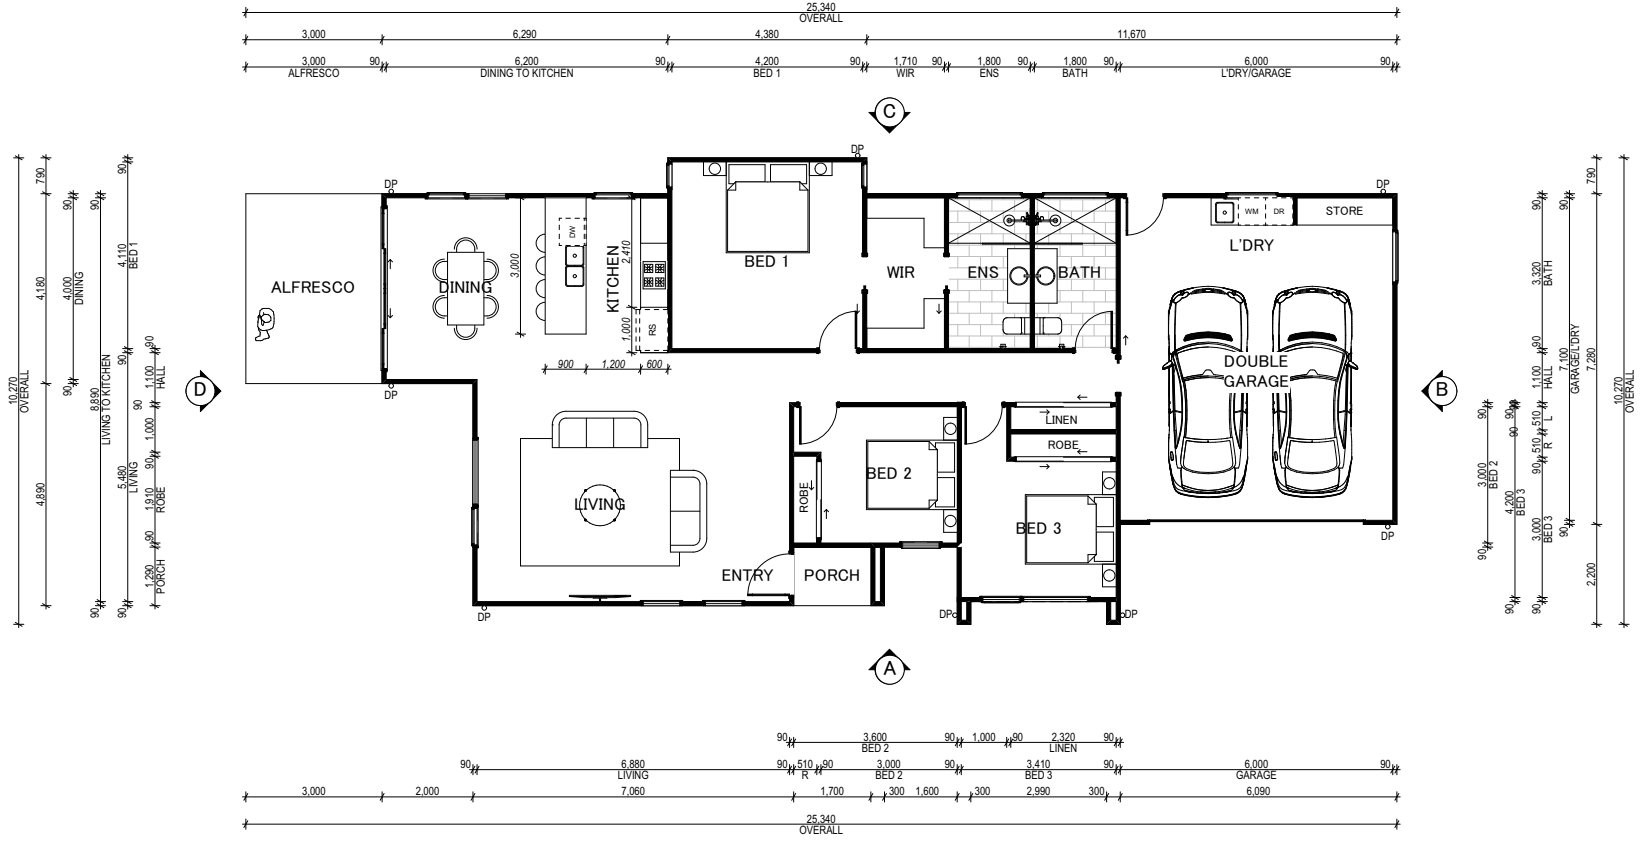 25,340
OVERALL
3,000 6,290 4,380 11,670
3,000 90 6,200 90 4,200 90 1,710 90 1,800 90 1,800 90 6,000 90
ALFRESCO DINING TO KITCHEN BED 1 WIR ENS BATH L'DRY/GARAGE
C
DP
DP
DP
10,270
OVERALL
790
4,180
4,890
90
4,000
DINING
90
90
8,890
LIVING TO KITCHEN
90
90
4,110
BED 1
90
5,480
LIVING
90
90
1,100
HALL
90
1,000
90
1,910
ROBE
90
1,290
PORCH
ALFRESCO
DINING
3,000
DW
KITCHEN
2,410
1,000
RS
900 1,200 600
BED 1
WIR
ENS
BATH
WM DR
STORE
L'DRY
DOUBLE
GARAGE
D
DP
B
LINEN
ROBE
BED 2
ROBE
LIVING
BED 3
ENTRY PORCH
DP
DP
DP
DP
A
90
3,000
BED 2
90
90
90
4,200
BED 3
90
90
3,320
BATH
90
1,100
HALL
510
L
90
510
R
90
3,000
BED 3
90
90
7,100
GARAGE/L'DRY
90
790
7,280
2,200
10,270
OVERALL
90 3,600 90 1,000 90 2,320 90
BED 2 LINEN
90 6,880 90 510 90 3,000 90 3,410 90 6,000 90
LIVING R BED 2 BED 3 GARAGE
3,000 2,000 7,060 1,700 300 1,600 300 2,990 300 6,090
25,340
OVERALL